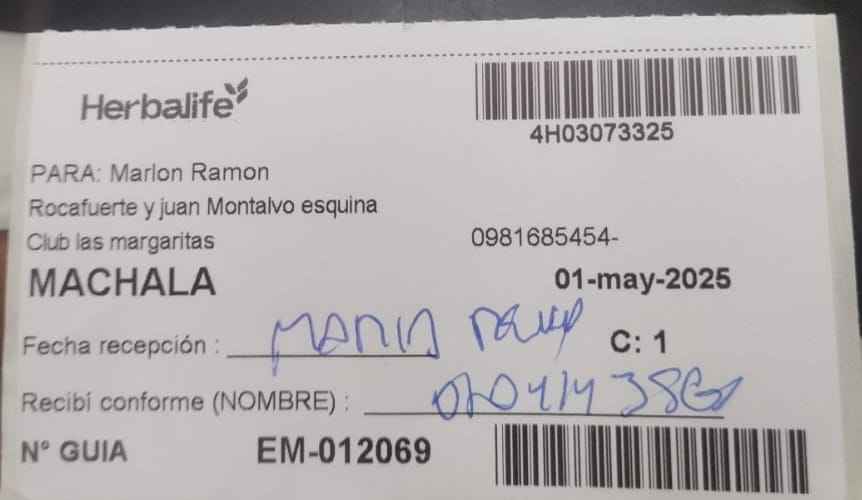 Herbalife
4H03073325
PARA: Marlon Ramon
Rocafuerte y juan Montalvo esquina
Club las margaritas 0981685454-
MACHALA 01-may-2025
Fecha recepción : Maria C: 1
Recibí conforme (NOMBRE) :
N° GUIA EM-012069